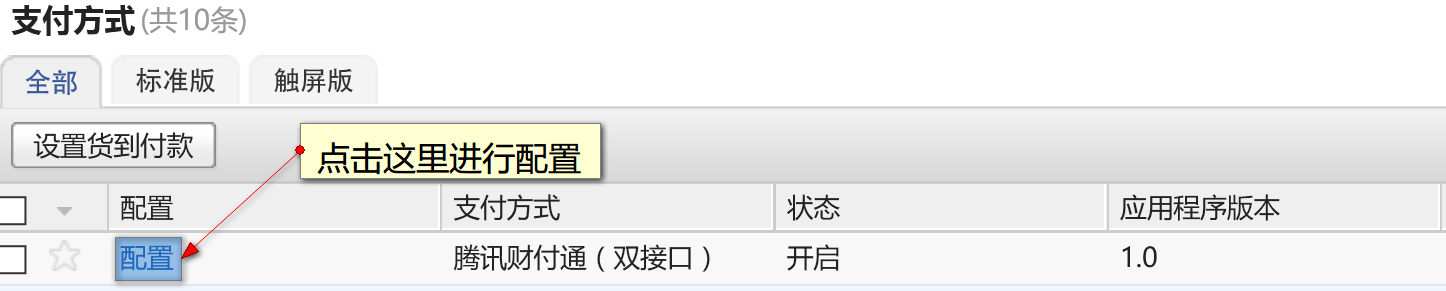 支付方式(共10条)
全部 标准版 触屏版
设置货到付款
点击这里进行配置
配置 支付方式 状态 应用程序版本
配置 腾讯财付通（双接口） 开启 1.0